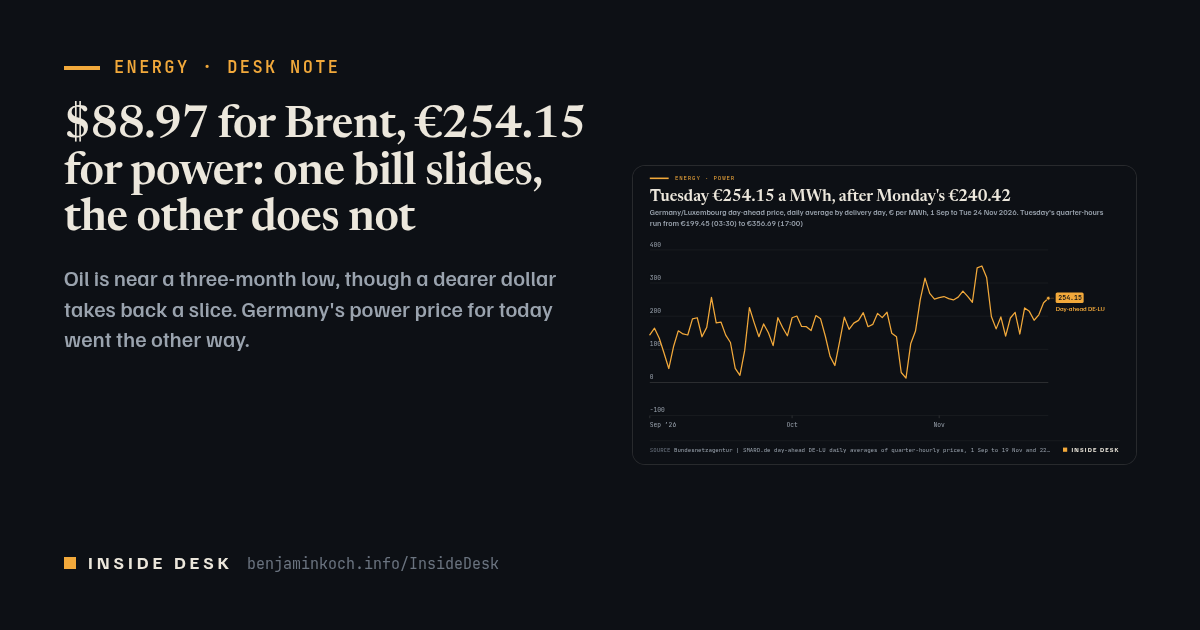 ENERGY · DESK NOTE
$88.97 for Brent, €254.15
for power: one bill slides,
the other does not
Oil is near a three-month low, though a dearer dollar
takes back a slice. Germany's power price for today
went the other way.
ENERGY · POWER
Tuesday €254.15 a MWh, after Monday's €240.42
Germany/Luxembourg day-ahead price, daily average by delivery day, € per MWh, 1 Sep to Tue 24 Nov 2026. Tuesday's quarter-hours
run from €199.45 (03:30) to €356.69 (17:00)
400
300
200
100
0
-100
254.15
Day-ahead DE-LU
Sep '26
Oct
Nov
SOURCE Bundesnetzagentur | SMARD.de day-ahead DE-LU daily averages of quarter-hourly prices, 1 Sep to 19 Nov and 22…
INSIDE DESK
INSIDE DESK benjaminkoch.info/InsideDesk